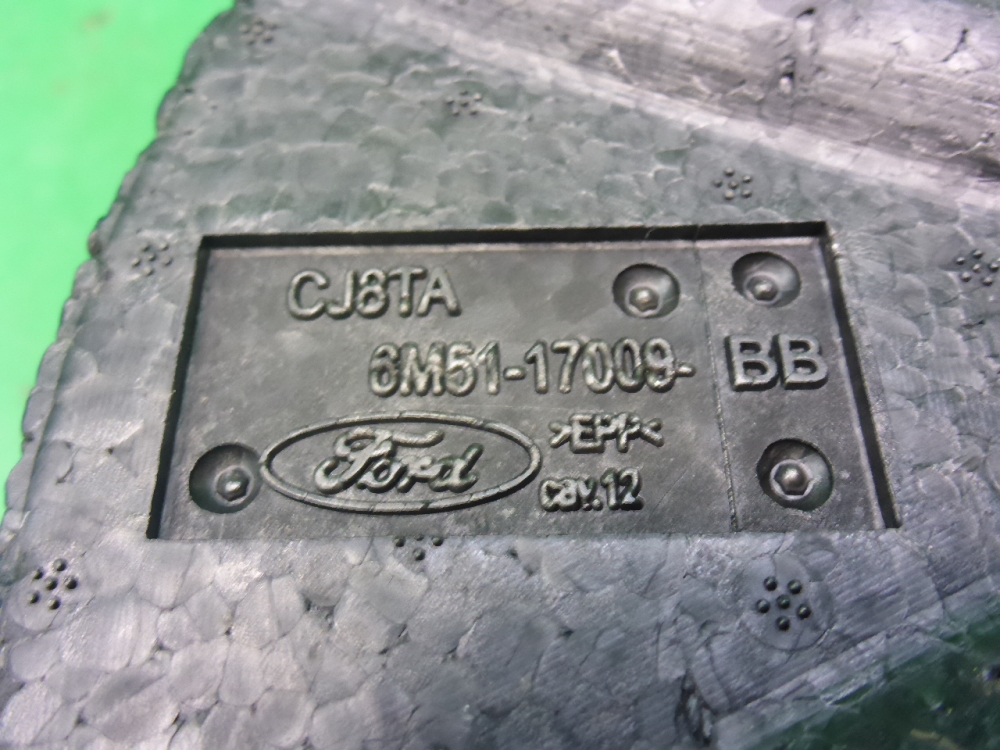 CJ8TA
6M51-17009-BB
Ford
>EPP<
cav.12